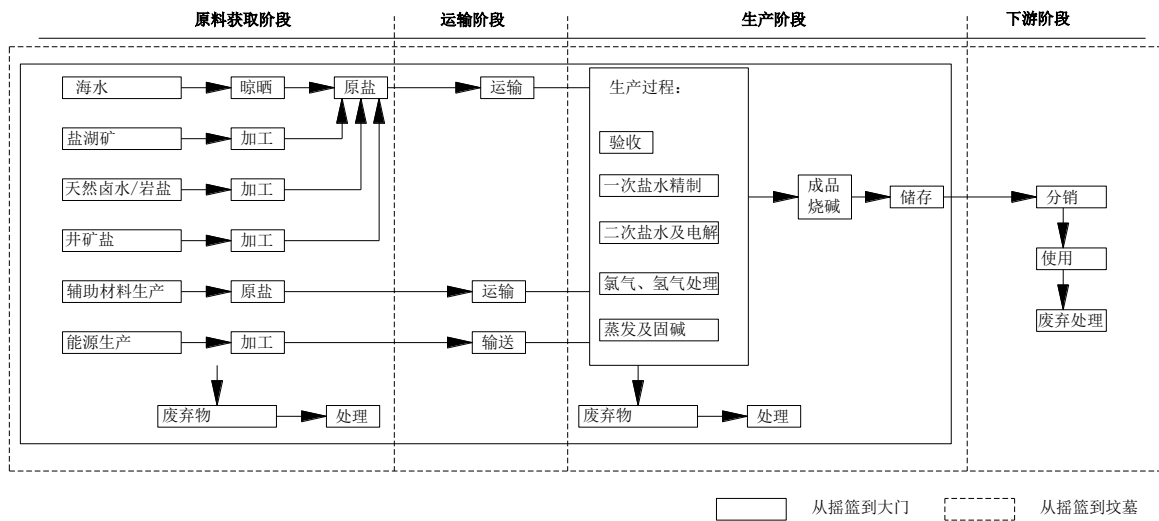 原料获取阶段 运输阶段 生产阶段 下游阶段
海水 晾晒 原盐 运输 生产过程：
盐湖矿 加工 验收
天然卤水/岩盐 加工 一次盐水精制 成品 储存 分销
烧碱
井矿盐 加工 二次盐水及电解 使用
辅助材料生产 原盐 运输 氯气、氢气处理
废弃处理
能源生产 加工 输送 蒸发及固碱
废弃物 处理 废弃物 处理
从摇篮到大门 从摇篮到坟墓